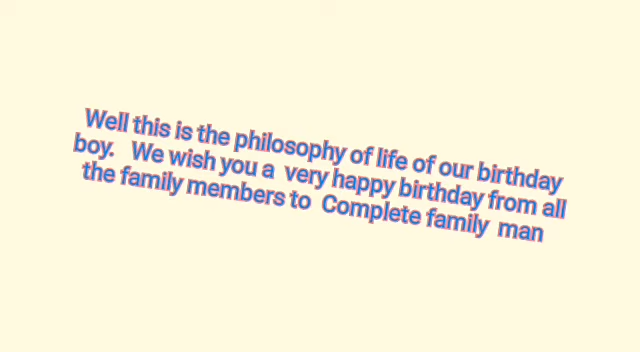 Well this is the philosophy of life of our birthday
boy.   We wish you a  very happy birthday from all
the family members to  Complete family  man